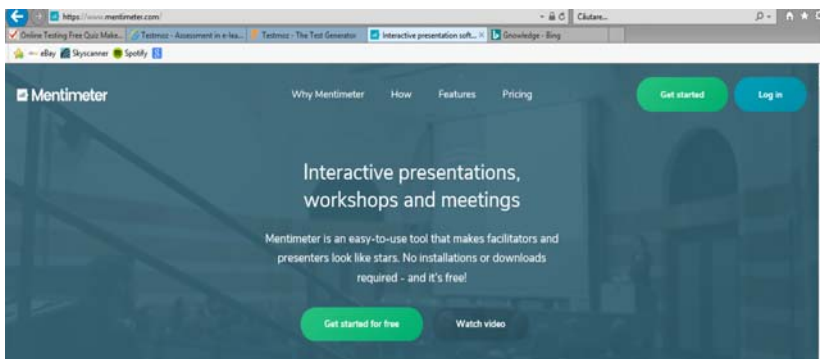 https://www.mentimeter.com/
Căutare...
Online Testing Free Quiz Make...
Testmoz - Assessment in e-lea...
Testmoz - The Test Generator
Interactive presentation soft...
Gnowledge - Bing
eBay
Skyscanner
Spotify
Mentimeter
Why Mentimeter
How
Features
Pricing
Get started
Log in
Interactive presentations,
workshops and meetings
Mentimeter is an easy-to-use tool that makes facilitators and
presenters look like stars. No installations or downloads
required - and it's free!
Get started for free
Watch video